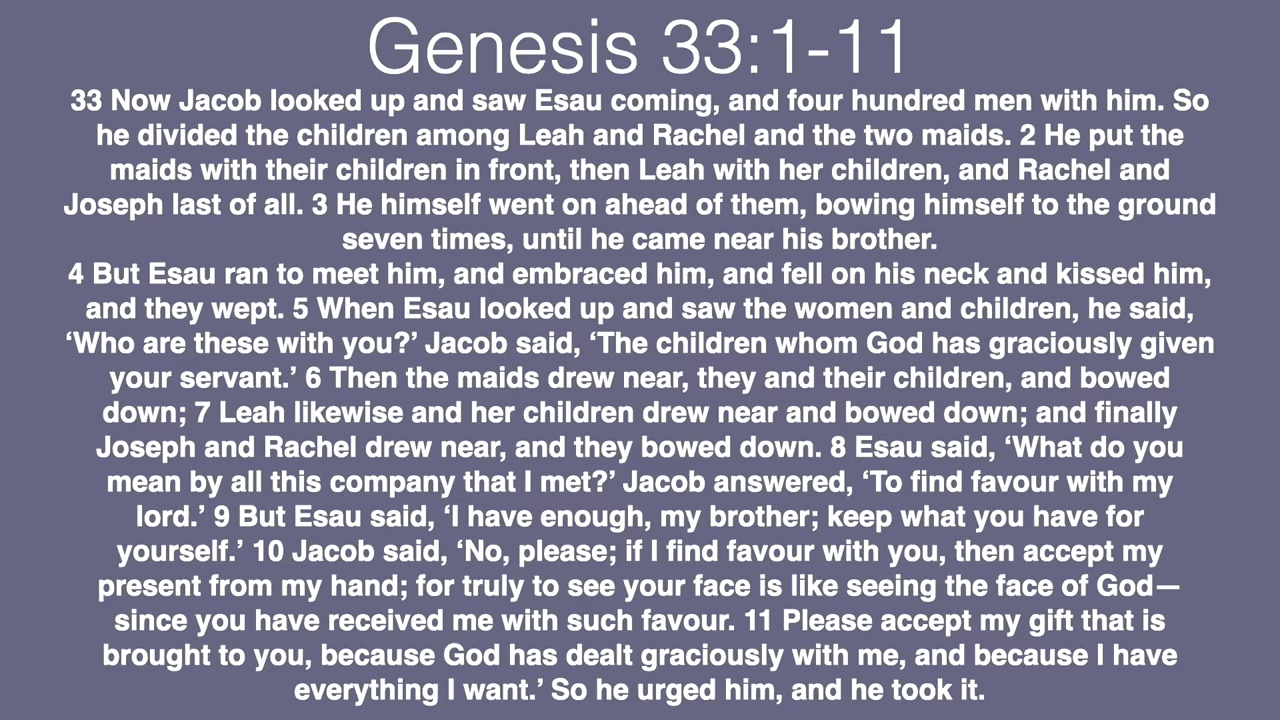 Genesis 33:1-11
33 Now Jacob looked up and saw Esau coming, and four hundred men with him. So
he divided the children among Leah and Rachel and the two maids. 2 He put the
maids with their children in front, then Leah with her children, and Rachel and
Joseph last of all. 3 He himself went on ahead of them, bowing himself to the ground
seven times, until he came near his brother.
4 But Esau ran to meet him, and embraced him, and fell on his neck and kissed him,
and they wept. 5 When Esau looked up and saw the women and children, he said,
‘Who are these with you?’ Jacob said, ‘The children whom God has graciously given
your servant.’ 6 Then the maids drew near, they and their children, and bowed
down; 7 Leah likewise and her children drew near and bowed down; and finally
Joseph and Rachel drew near, and they bowed down. 8 Esau said, ‘What do you
mean by all this company that I met?’ Jacob answered, ‘To find favour with my
lord.’ 9 But Esau said, ‘I have enough, my brother; keep what you have for
yourself.’ 10 Jacob said, ‘No, please; if I find favour with you, then accept my
present from my hand; for truly to see your face is like seeing the face of God—
since you have received me with such favour. 11 Please accept my gift that is
brought to you, because God has dealt graciously with me, and because I have
everything I want.’ So he urged him, and he took it.